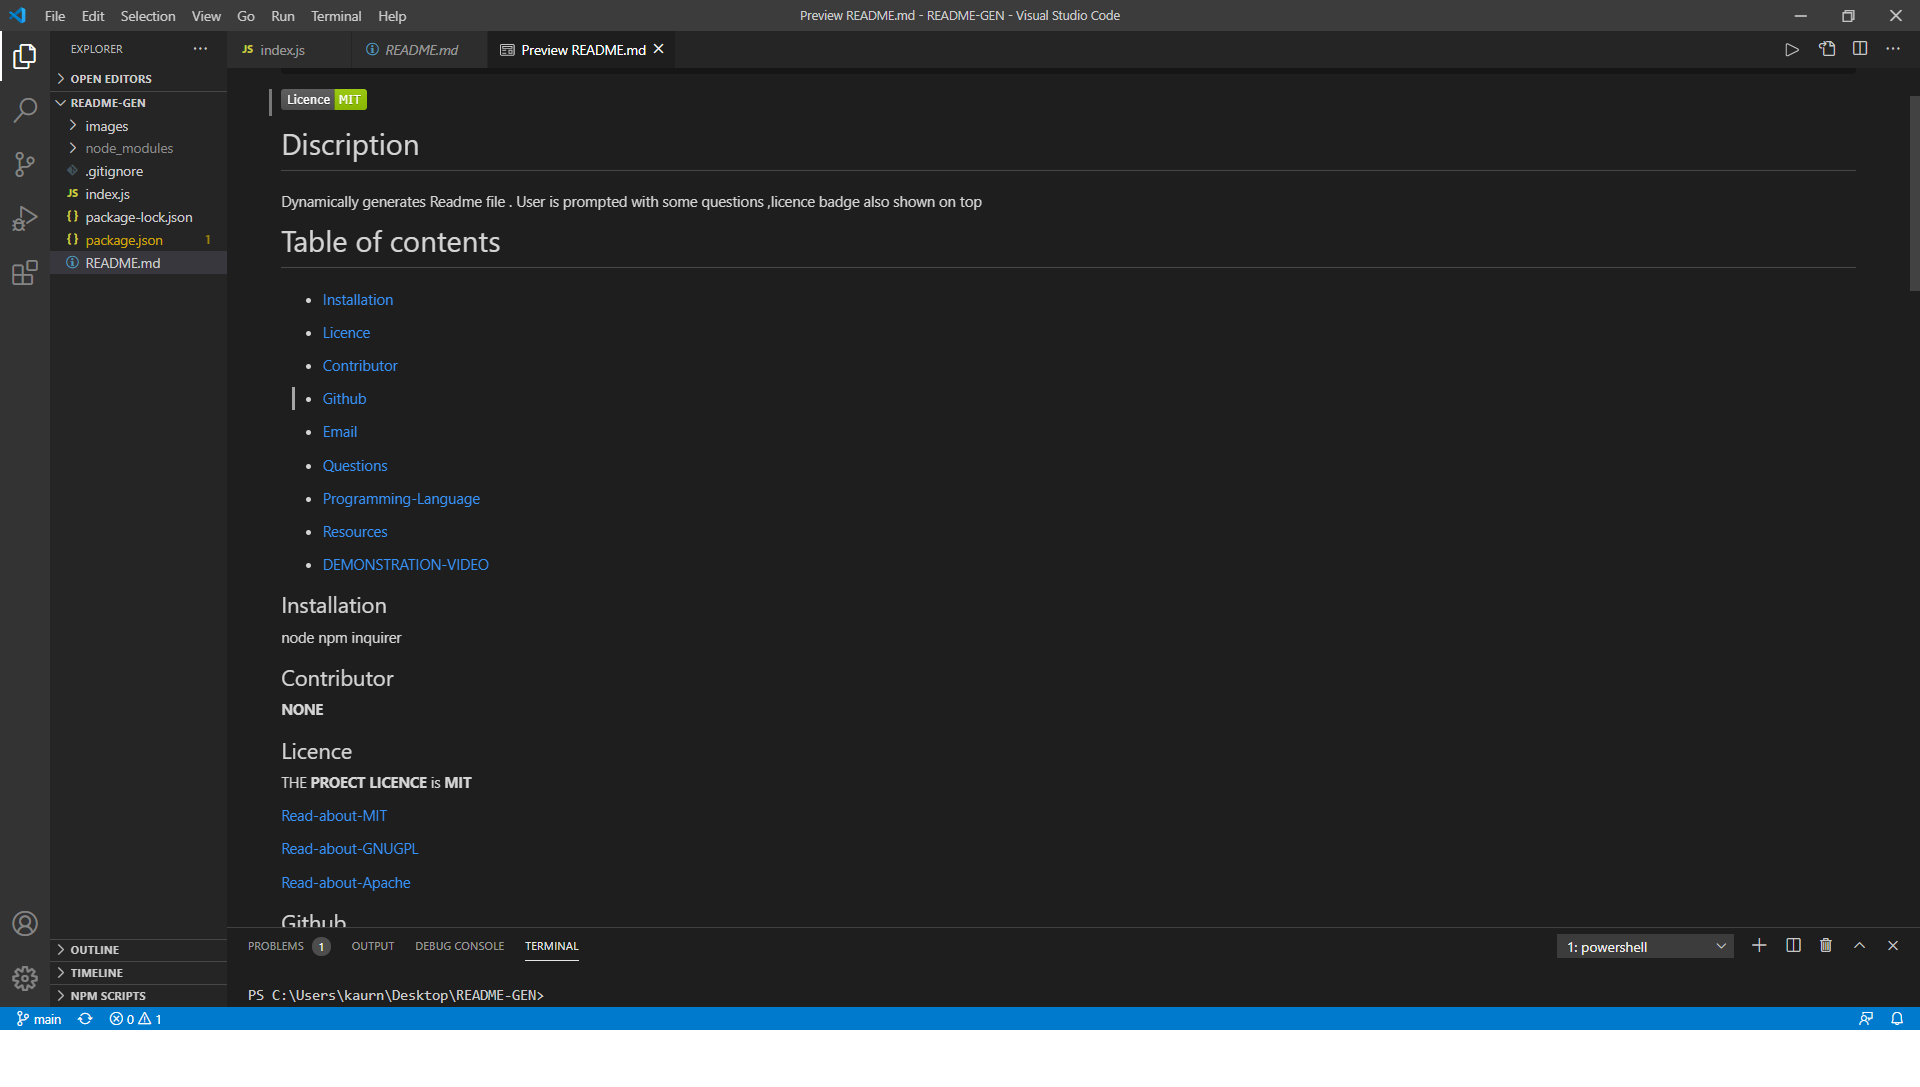 File Edit Selection View Go Run Terminal Help
Preview README.md - README-GEN - Visual Studio Code
EXPLORER
JS index.js
README.md
Preview README.md
OPEN EDITORS
README-GEN
images
node_modules
.gitignore
JS index.js
{} package-lock.json
{} package.json 1
README.md
Licence MIT
Discription
Dynamically generates Readme file . User is prompted with some questions ,licence badge also shown on top
Table of contents
• Installation
• Licence
• Contributor
• Github
• Email
• Questions
• Programming-Language
• Resources
• DEMONSTRATION-VIDEO
Installation
node npm inquirer
Contributor
NONE
Licence
THE PROECT LICENCE is MIT
Read-about-MIT
Read-about-GNUGPL
Read-about-Apache
Github
OUTLINE
TIMELINE
NPM SCRIPTS
PROBLEMS 1 OUTPUT DEBUG CONSOLE TERMINAL
1: powershell
PS C:\Users\kaurn\Desktop\README-GEN>
main 0 1